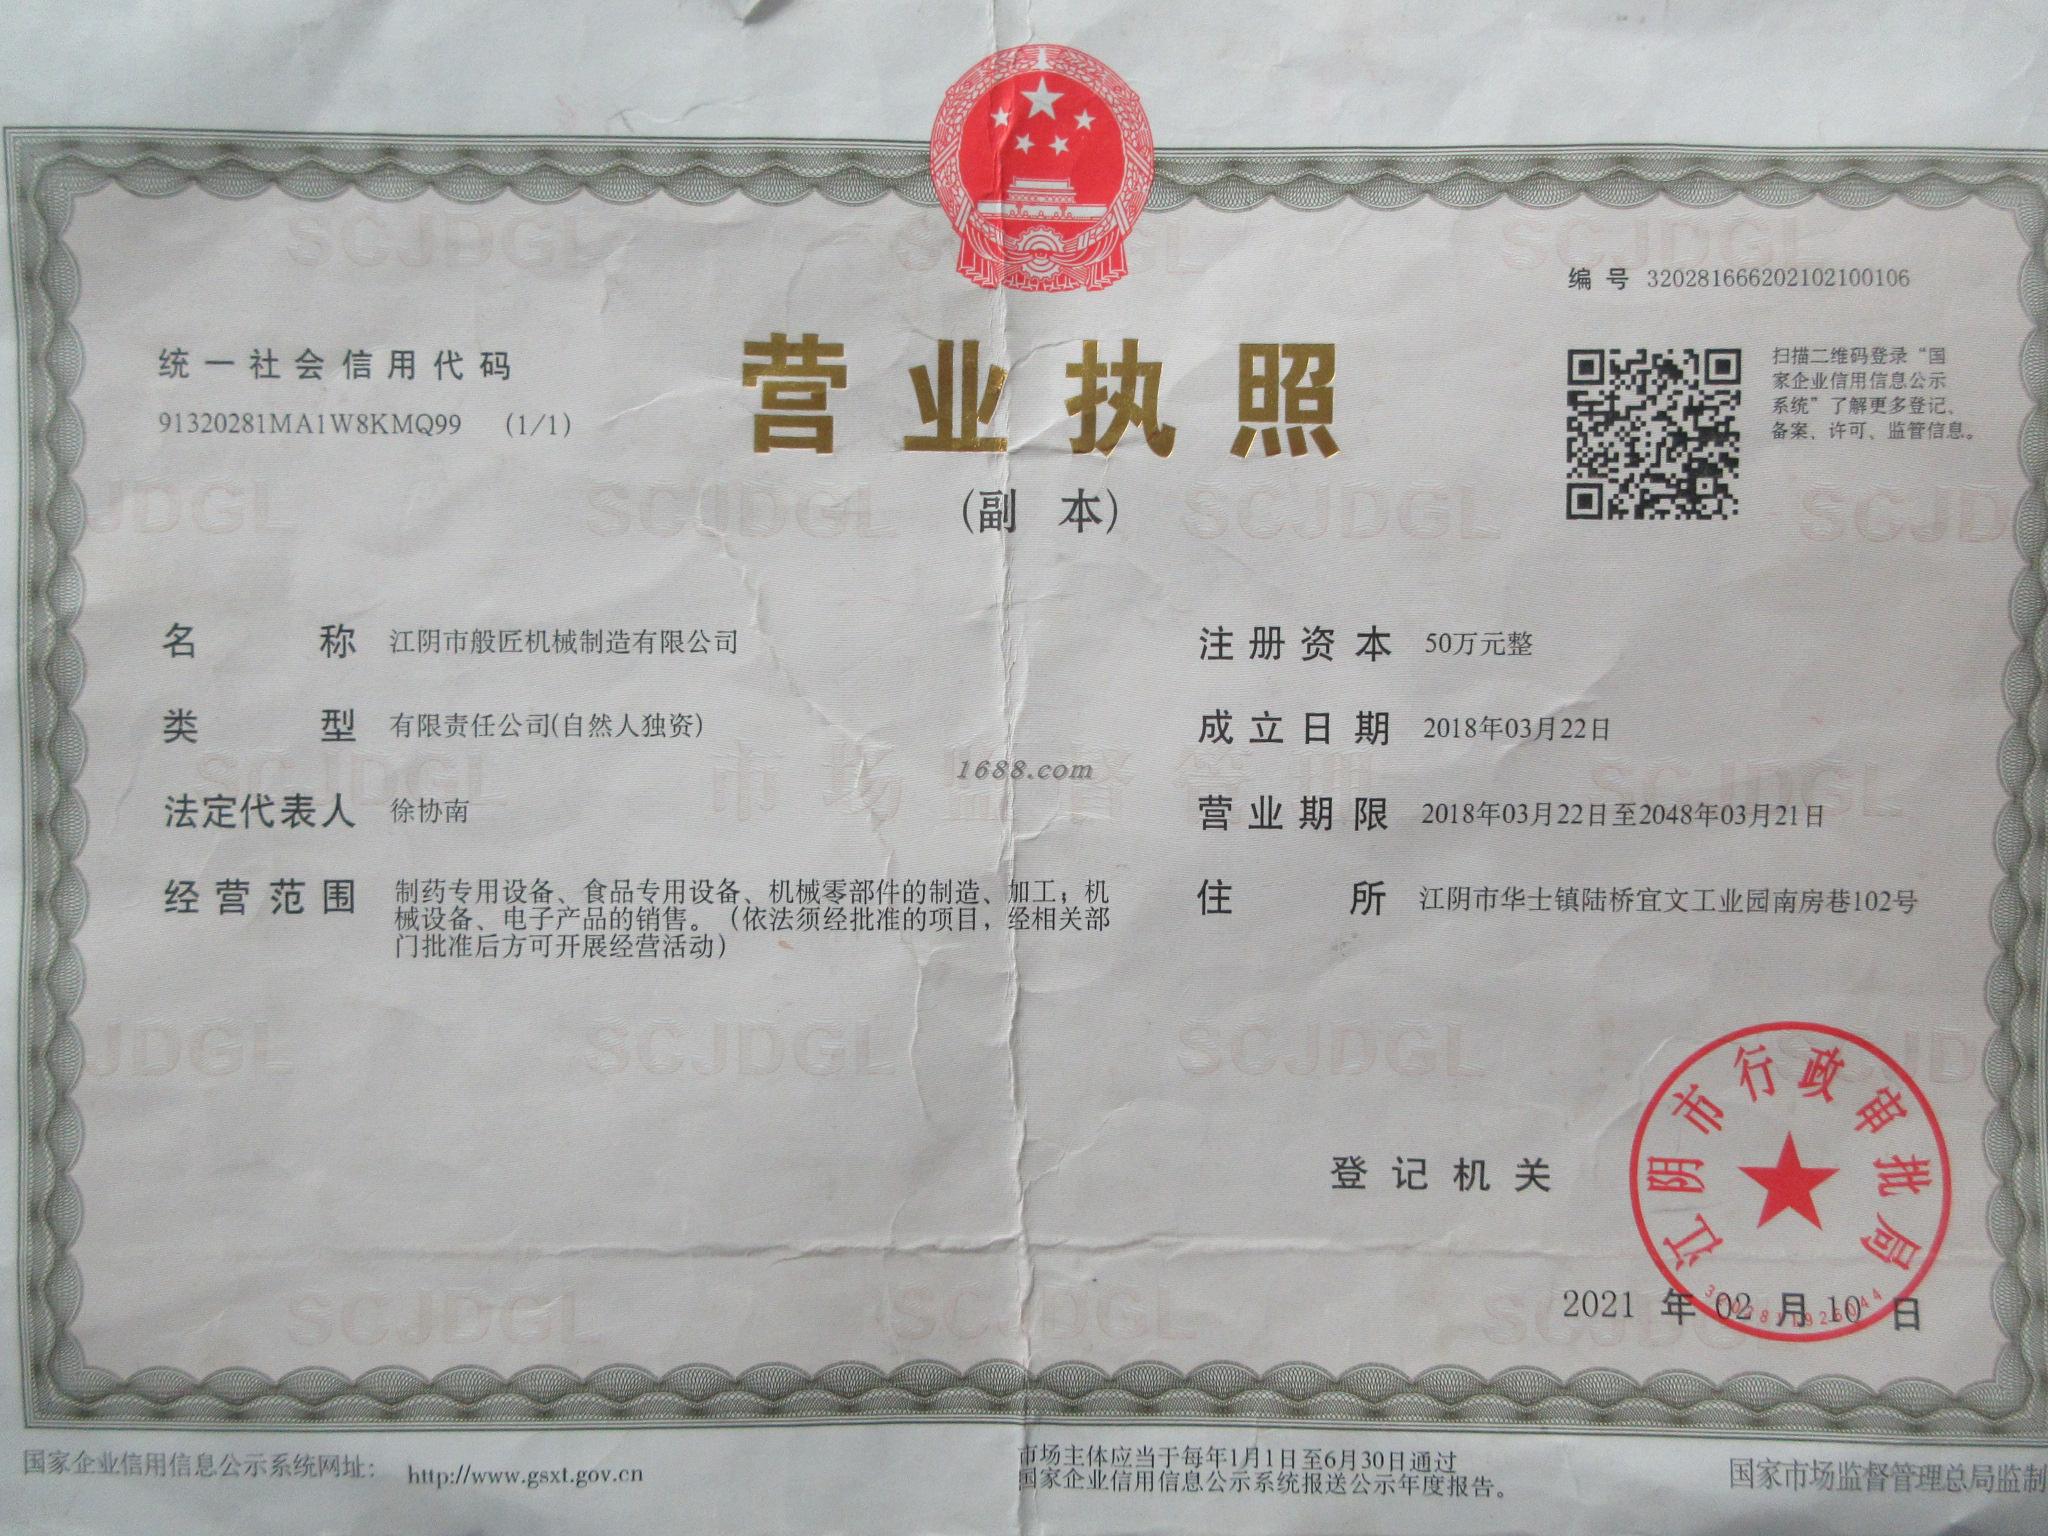 编号 320281666202102100106
统一社会信用代码
91320281MA1W8KMQ99 (1/1)
营业执照
(副 本)
扫描二维码登录“国
家企业信用信息公示
系统”了解更多登记、
备案、许可、监管信息。
名称 江阴市般匠机械制造有限公司
类型 有限责任公司(自然人独资)
法定代表人 徐协南
经营范围 制药专用设备、食品专用设备、机械零部件的制造、加工；机
械设备、电子产品的销售。（依法须经批准的项目，经相关部
门批准后方可开展经营活动）
注册资本 50万元整
成立日期 2018年03月22日
营业期限 2018年03月22日至2048年03月21日
住所 江阴市华士镇陆桥宜文工业园南房巷102号
1688.com
SCJDGL
市场监督管理
登记机关
江阴市行政审批局
2021 年 02 月 10 日
国家企业信用信息公示系统网址： http://www.gsxt.gov.cn
市场主体应当于每年1月1日至6月30日通过
国家企业信用信息公示系统报送公示年度报告。
国家市场监督管理总局监制